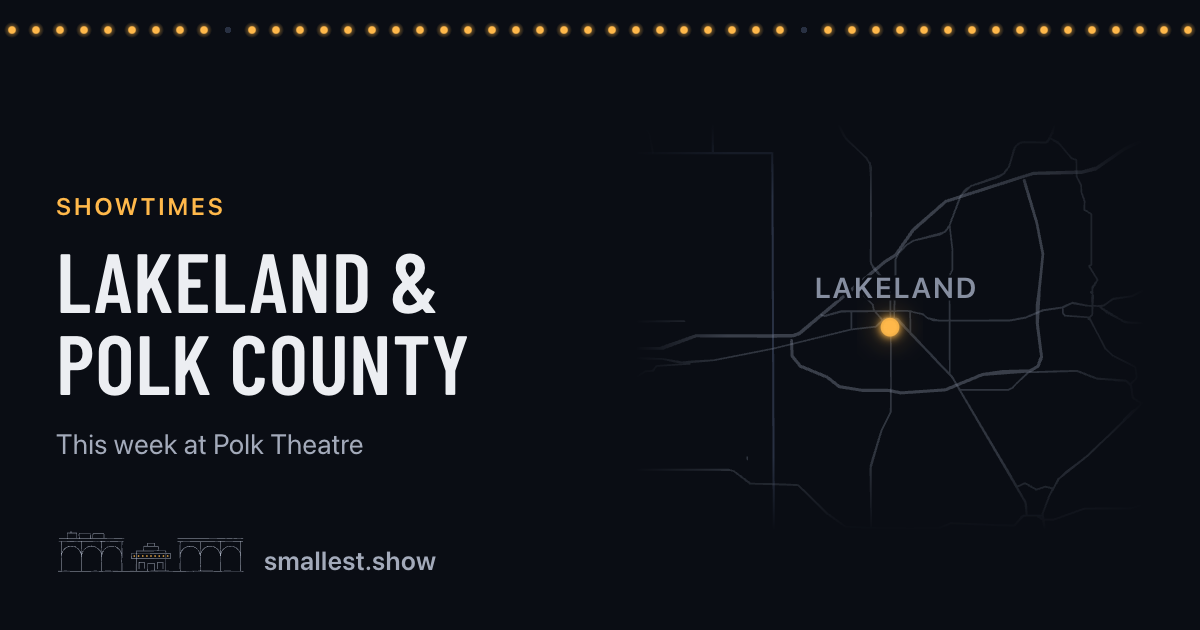 SHOWTIMES
LAKELAND &
POLK COUNTY
This week at Polk Theatre
smallest.show
LAKELAND